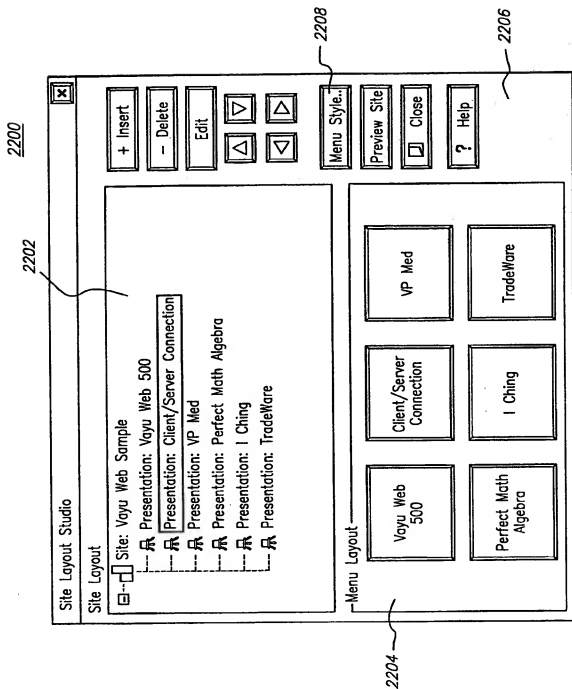 2200
Site Layout Studio
Site Layout
Site: Vayu Web Sample
Presentation: Vayu Web 500
Presentation: Client/Server Connection
Presentation: VP Med
Presentation: Perfect Math Algebra
Presentation: I Ching
Presentation: TradeWare
2202
+ Insert
- Delete
Edit
Menu Style..
2208
Preview Site
Close
? Help
2206
Menu Layout
Vayu Web
500
Client/Server
Connection
VP Med
Perfect Math
Algebra
I Ching
TradeWare
2204